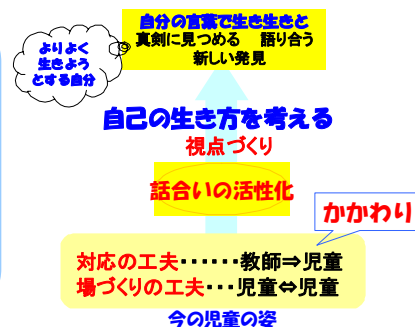 自分の言葉で生き生きと
真剣に見つめる　語り合う
新しい発見
よりよく
生きよう
とする自分
自己の生き方を考える
視点づくり
話合いの活性化
かかわり
対応の工夫・・・・・・教師⇒児童
場づくりの工夫・・・児童⇔児童
今の児童の姿